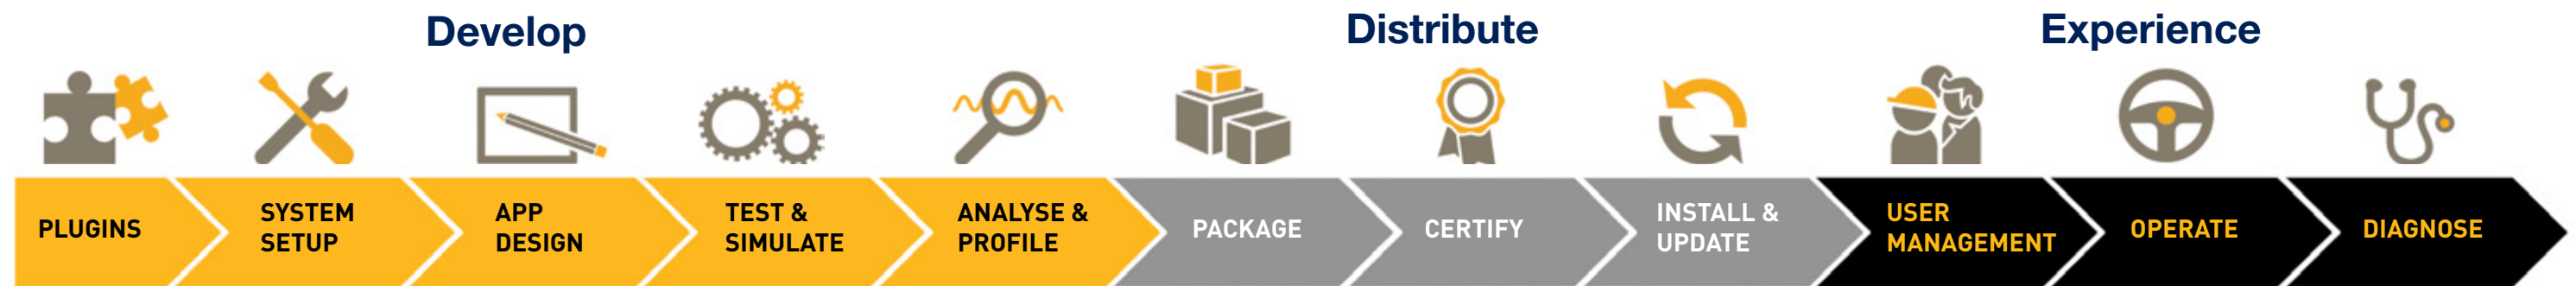 Develop
Distribute
Experience
PLUGINS
SYSTEM
SETUP
APP
DESIGN
TEST &
SIMULATE
ANALYSE &
PROFILE
PACKAGE
CERTIFY
INSTALL &
UPDATE
USER
MANAGEMENT
OPERATE
DIAGNOSE